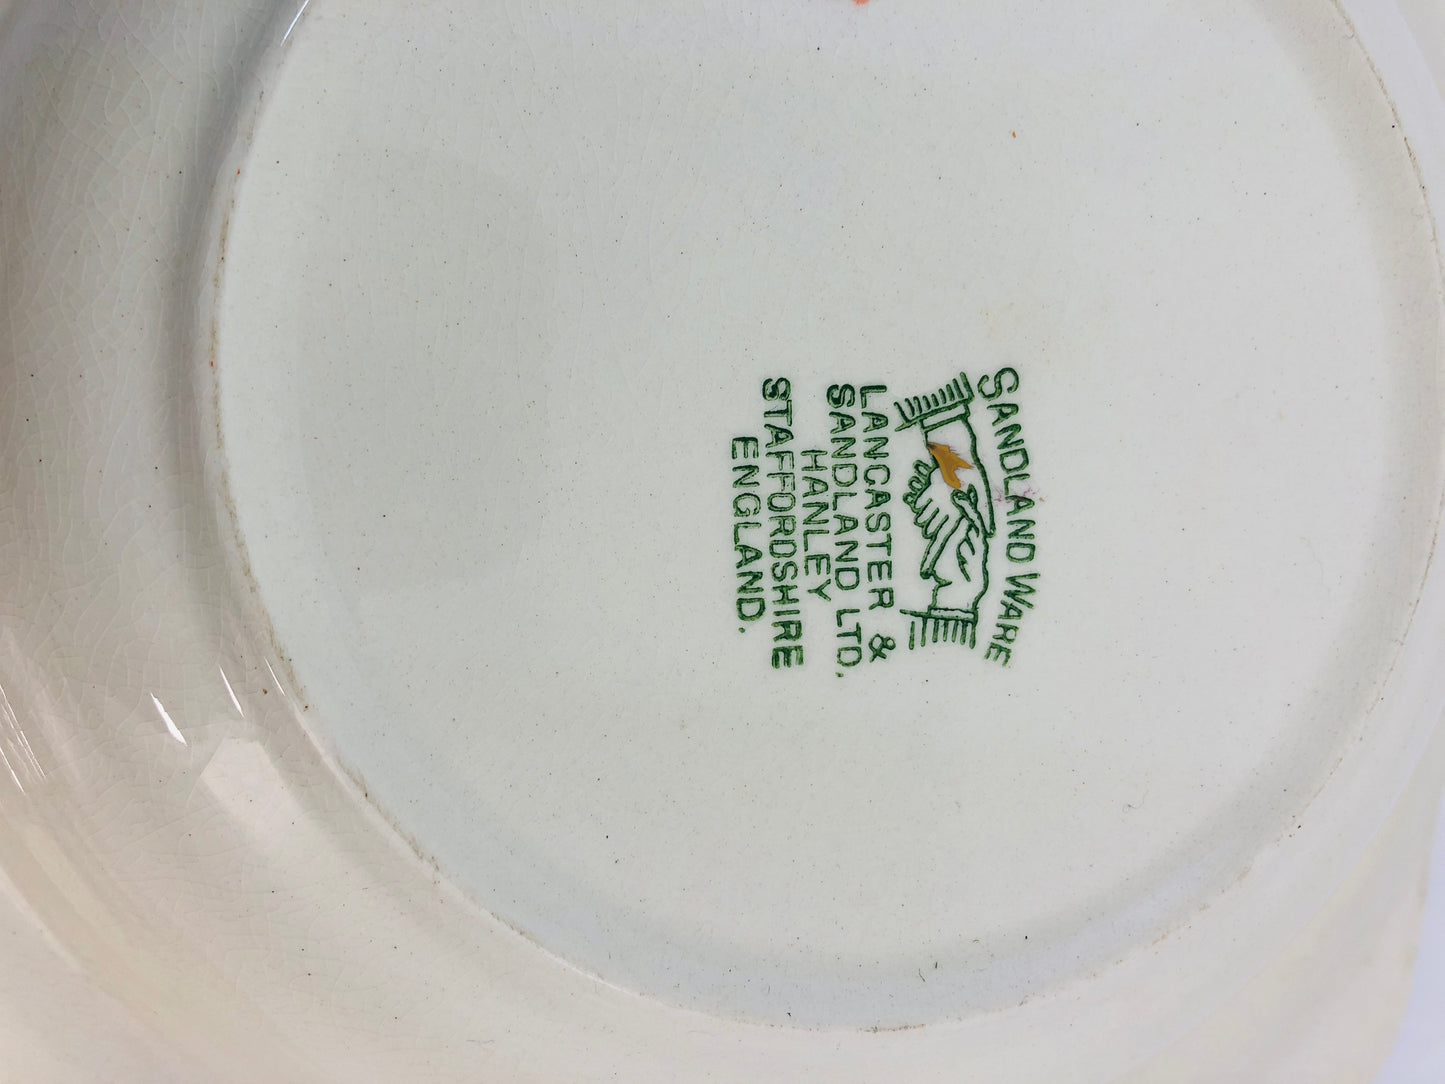 SANDLAND WARE
LANCASTER &
SANDLAND LTD.
HANLEY
STAFFORDSHIRE
ENGLAND.